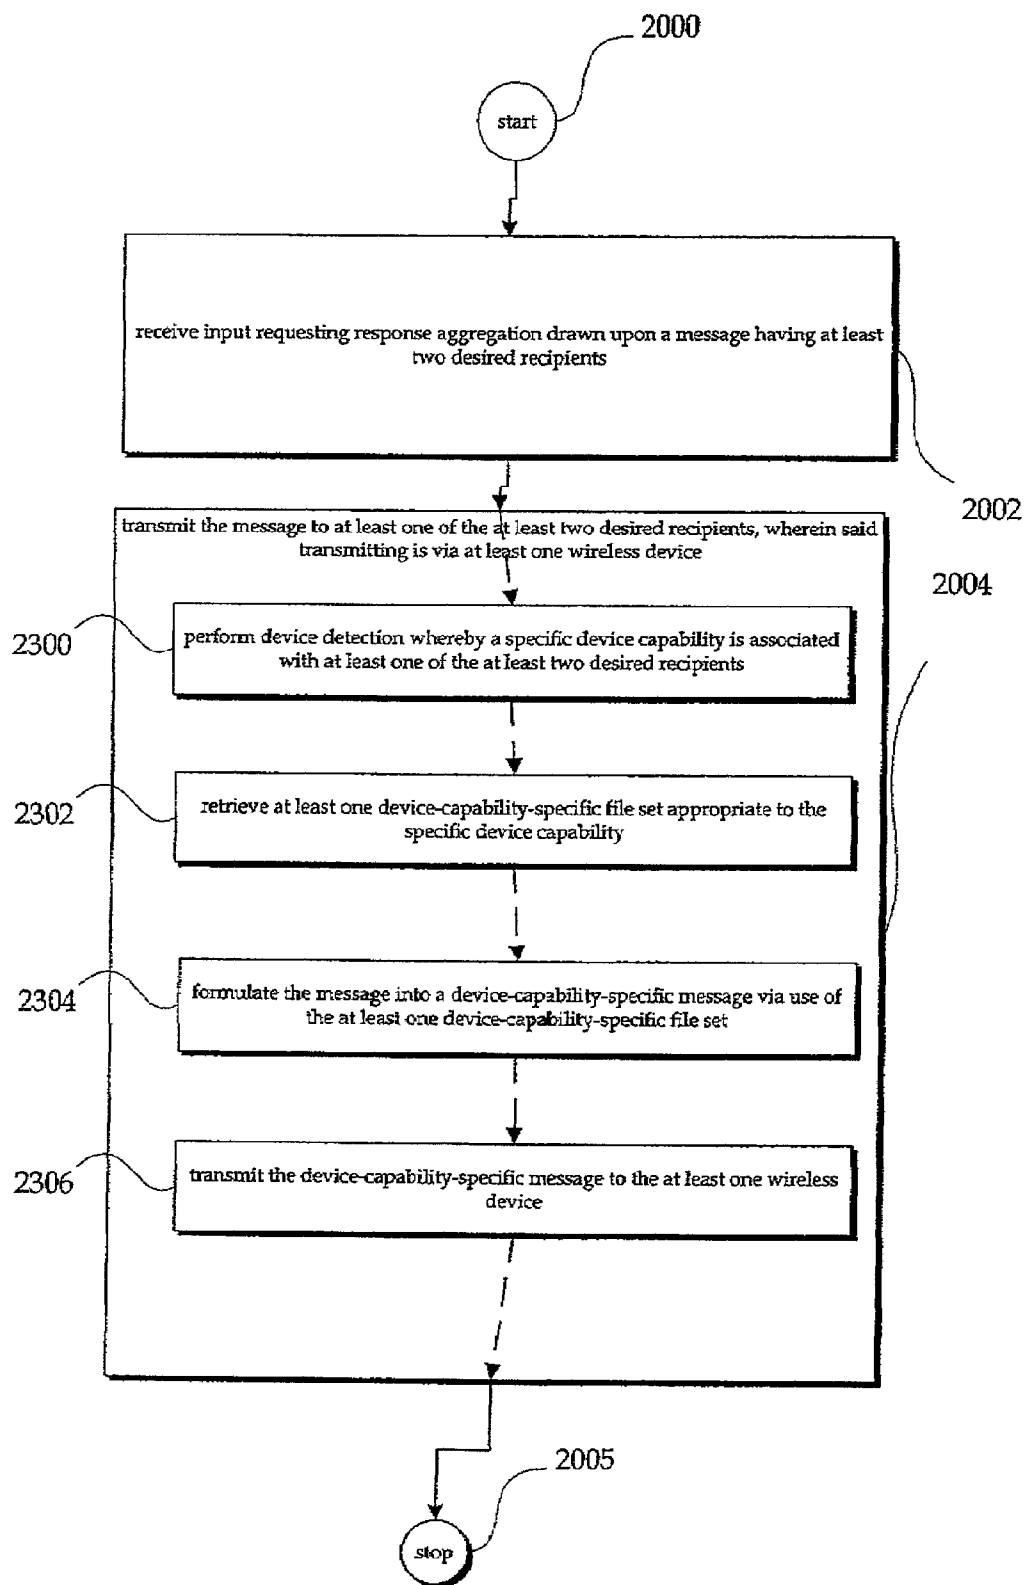 2000
start
receive input requesting response aggregation drawn upon a message having at least
two desired recipients
2002
transmit the message to at least one of the at least two desired recipients, wherein said
transmitting is via at least one wireless device
2004
2300
perform device detection whereby a specific device capability is associated
with at least one of the at least two desired recipients
2302
retrieve at least one device-capability-specific file set appropriate to the
specific device capability
2304
formulate the message into a device-capability-specific message via use of
the at least one device-capability-specific file set
2306
transmit the device-capability-specific message to the at least one wireless
device
2005
stop